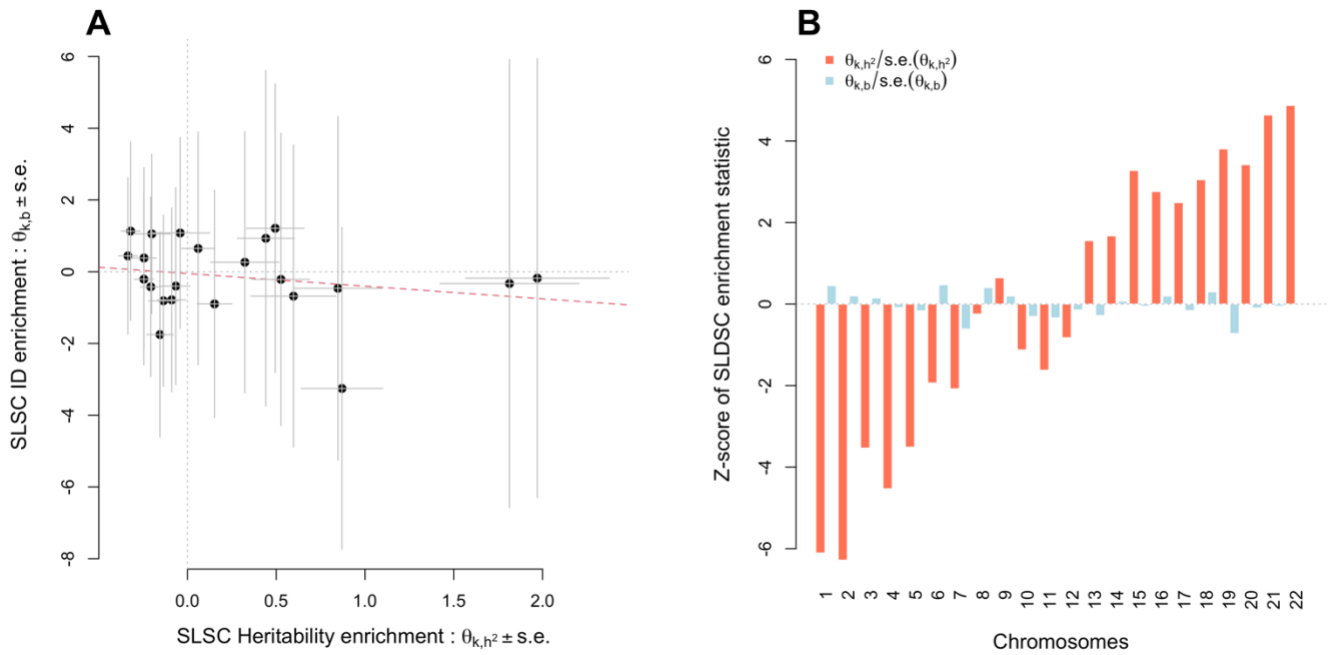 A
SLSC ID enrichment : θk,b ± s.e.
6
4
2
0
-2
-4
-6
-8
0.0 0.5 1.0 1.5 2.0
SLSC Heritability enrichment : θk,h² ± s.e.
B
θk,h²/s.e.(θk,h²)
θk,b/s.e.(θk,b)
Z-score of SLDSC enrichment statistic
6
4
2
0
-2
-4
-6
1 2 3 4 5 6 7 8 9 10 11 12 13 14 15 16 17 18 19 20 21 22
Chromosomes